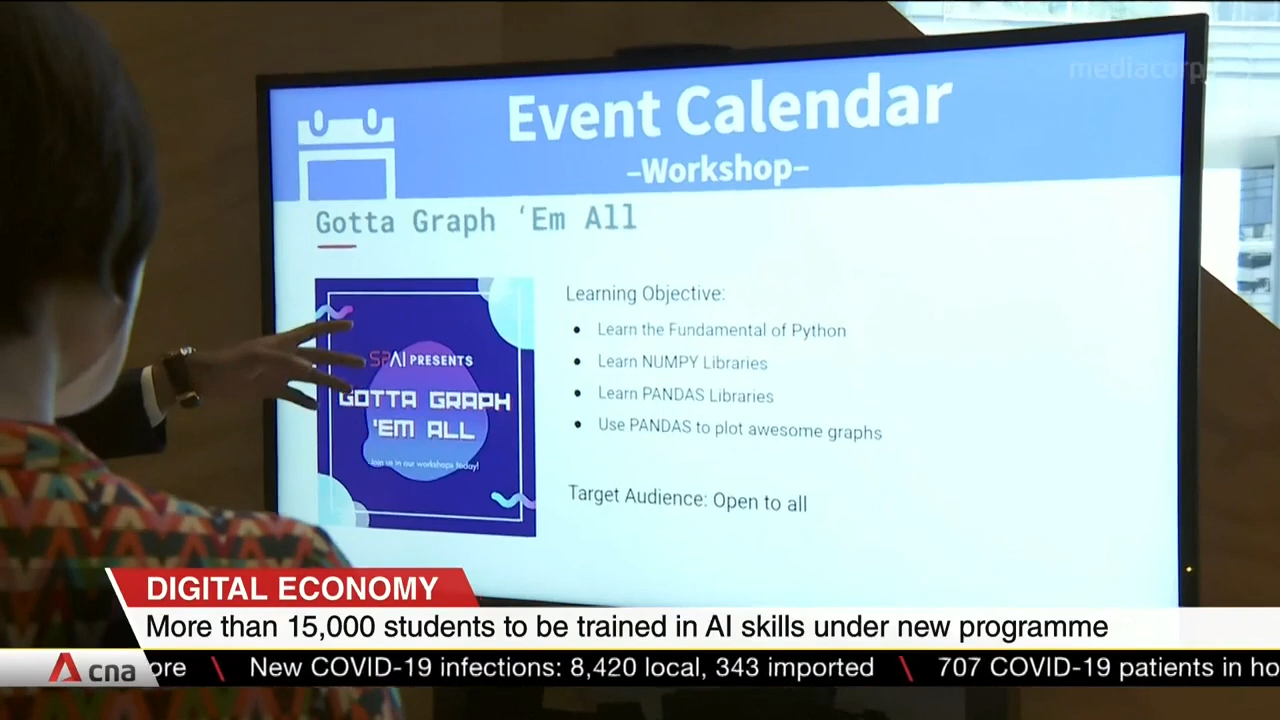 mediacorp
Event Calendar
–Workshop–
Gotta Graph ‘Em All
SPAI PRESENTS
GOTTA GRAPH
'EM ALL
Join us in our workshops today!
Learning Objective:
• Learn the Fundamental of Python
• Learn NUMPY Libraries
• Learn PANDAS Libraries
• Use PANDAS to plot awesome graphs
Target Audience: Open to all
DIGITAL ECONOMY
More than 15,000 students to be trained in AI skills under new programme
cna ore \ New COVID-19 infections: 8,420 local, 343 imported \ 707 COVID-19 patients in ho